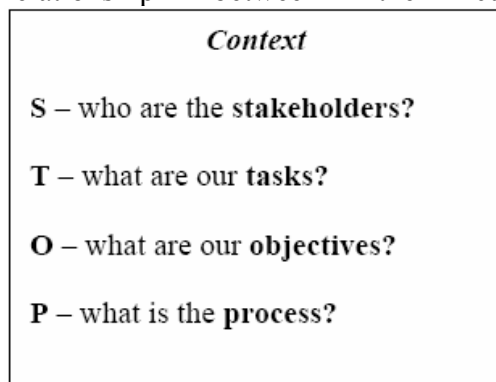 Context
S – who are the stakeholders?
T – what are our tasks?
O – what are our objectives?
P – what is the process?